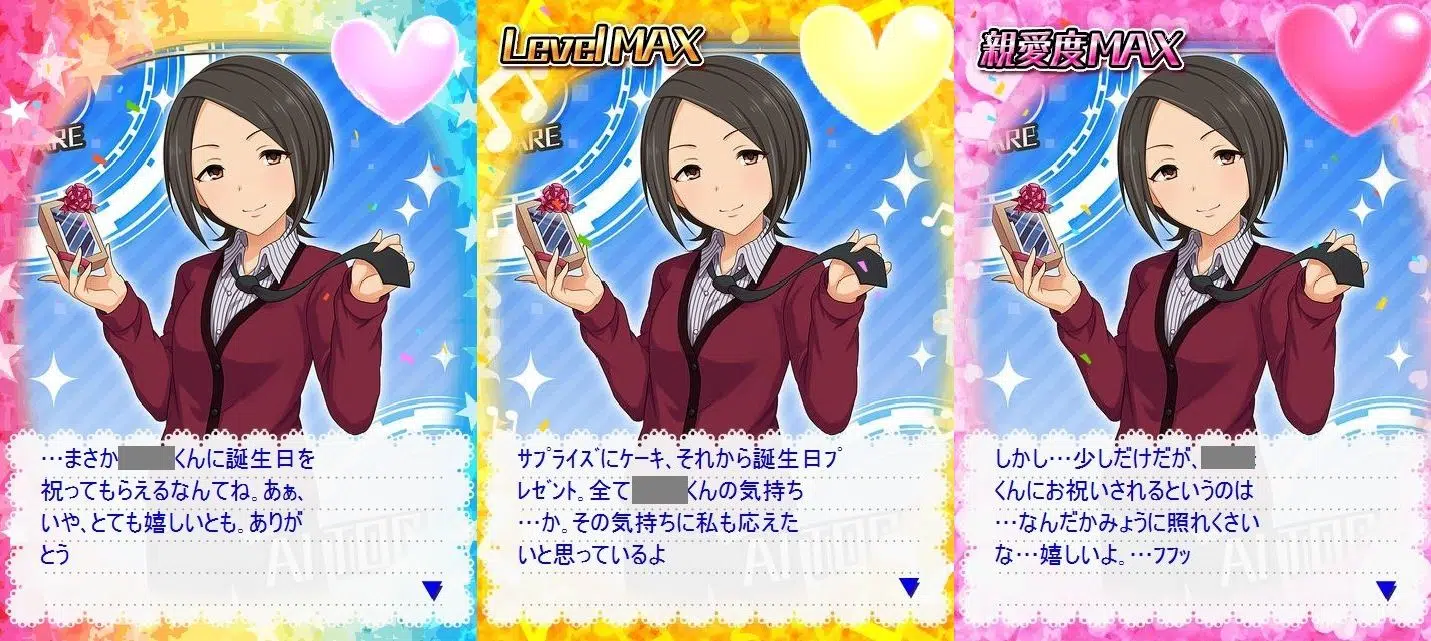 ARE
…まさか くんに誕生日を
祝ってもらえるなんてね。あぁ、
いや、とても嬉しいとも。ありが
とう
Level MAX
ARE
ｻﾌﾟﾗｲｽﾞにケーキ、それから誕生日プ
ﾚｾﾞﾝﾄ。全て くんの気持ち
…か。その気持ちに私も応えた
いと思っているよ
親愛度MAX
ARE
しかし…少しだけだが、
くんにお祝いされるというのは
…なんだかみょうに照れくさい
な…嬉しいよ。…ﾌﾌｯ